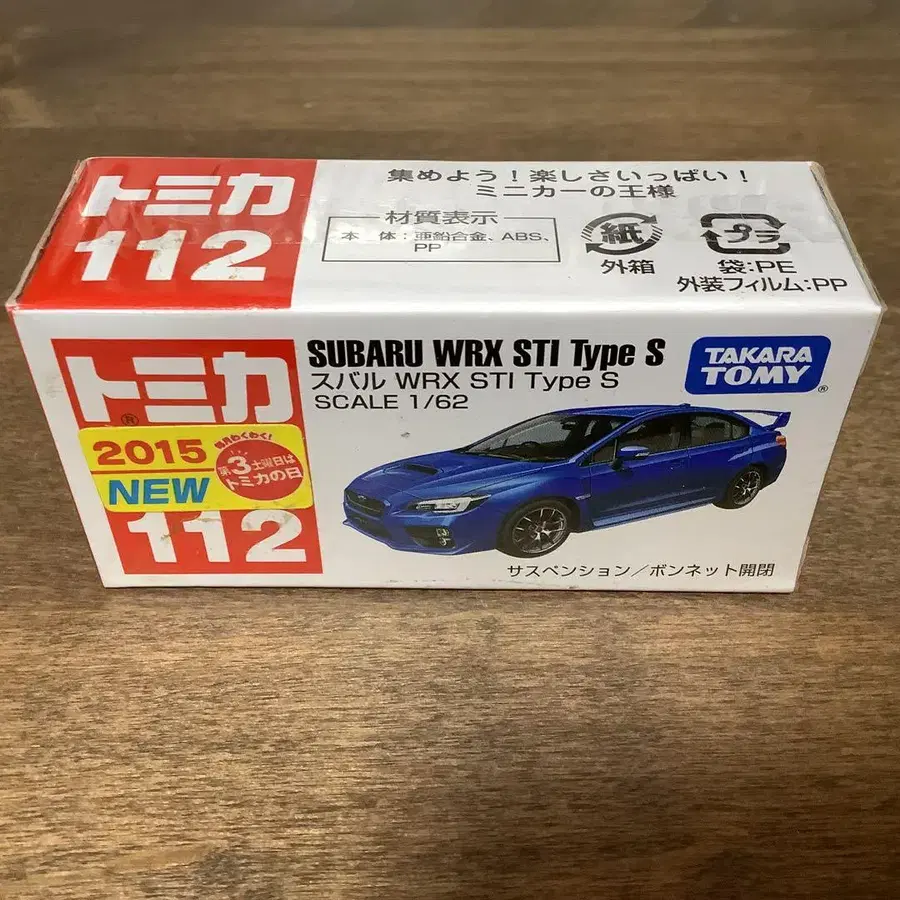 トミカ
112
集めよう!楽しさいっぱい!
ミニカーの王様
材質表示
本 体:亜鉛合金、ABS、
PP
紙
外箱
プラ
袋:PE
外装フィルム:PP
トミカ®
SUBARU WRX STI Type S
スバル WRX STI Type S
SCALE 1/62
TAKARA
TOMY®
2015
NEW
毎月わくわく!
第3土曜日は
トミカの日
112
サスペンション/ボンネット開閉